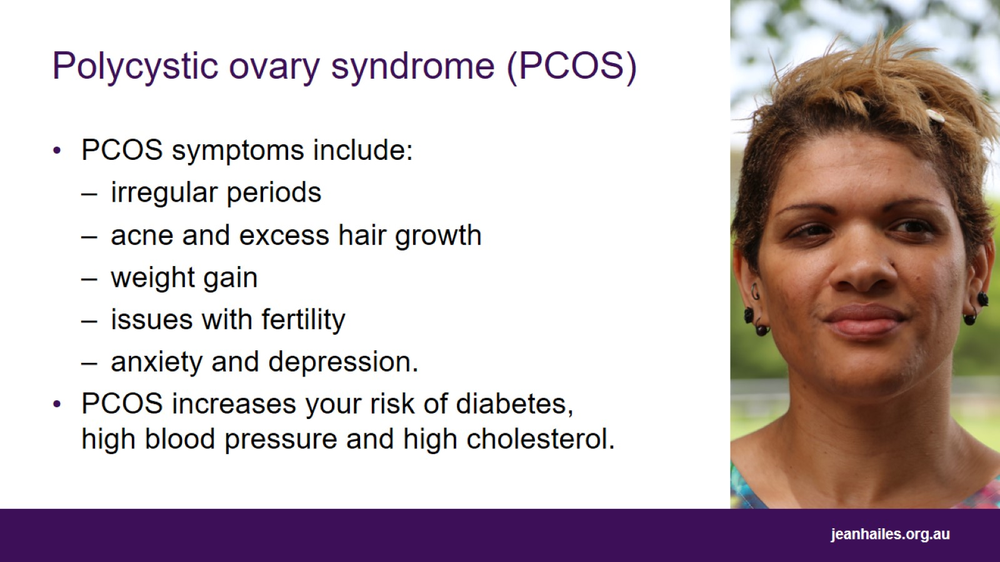 Polycystic ovary syndrome (PCOS)
• PCOS symptoms include:
– irregular periods
– acne and excess hair growth
– weight gain
– issues with fertility
– anxiety and depression.
• PCOS increases your risk of diabetes,
high blood pressure and high cholesterol.
jeanhailes.org.au